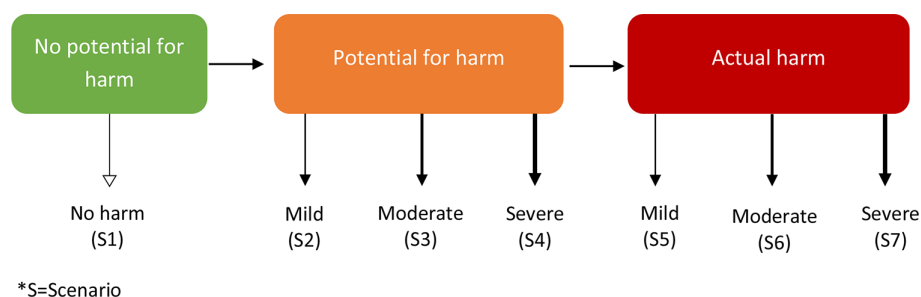 No potential for
harm
Potential for harm
Actual harm
No harm
(S1)
Mild
(S2)
Moderate
(S3)
Severe
(S4)
Mild
(S5)
Moderate
(S6)
Severe
(S7)
*S=Scenario